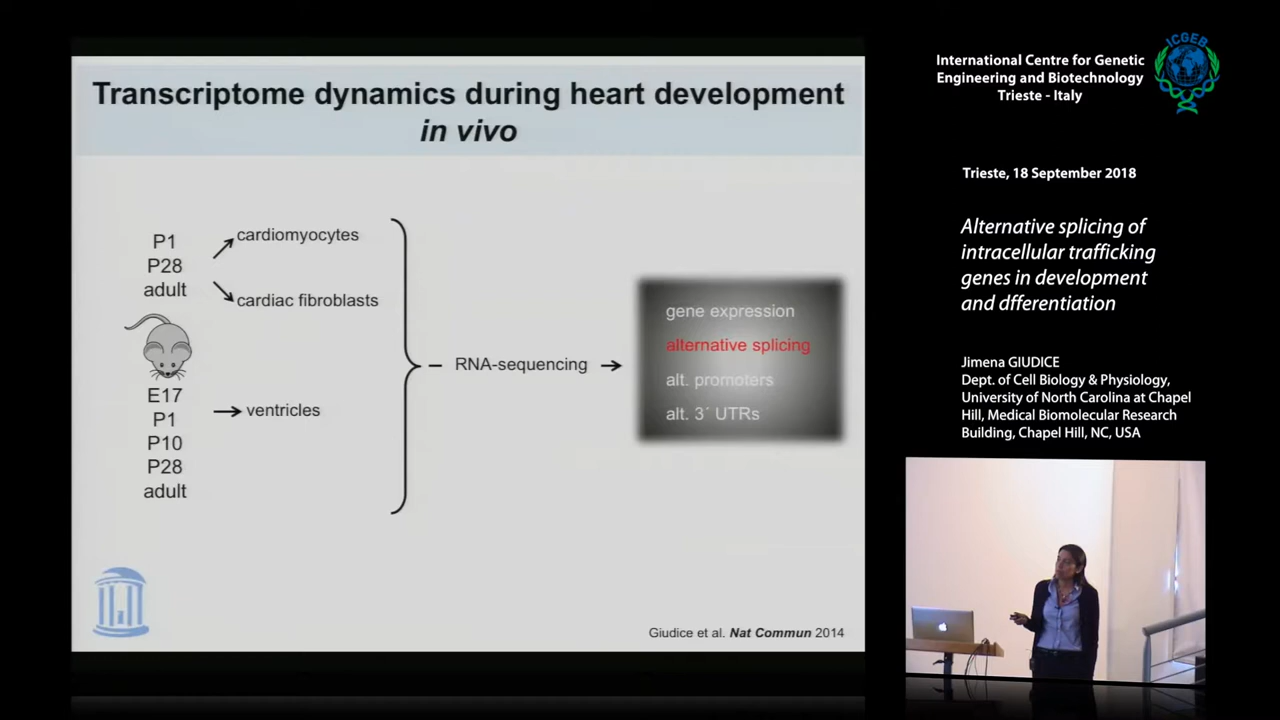 Transcriptome dynamics during heart development
in vivo
P1
P28
adult
cardiomyocytes
cardiac fibroblasts
E17
P1
P10
P28
adult
ventricles
RNA-sequencing
gene expression
alternative splicing
alt. promoters
alt. 3´ UTRs
Giudice et al. Nat Commun 2014
International Centre for Genetic
Engineering and Biotechnology
Trieste - Italy
ICGEB
Trieste, 18 September 2018
Alternative splicing of
intracellular trafficking
genes in development
and dfferentiation
Jimena GIUDICE
Dept. of Cell Biology & Physiology,
University of North Carolina at Chapel
Hill, Medical Biomolecular Research
Building, Chapel Hill, NC, USA